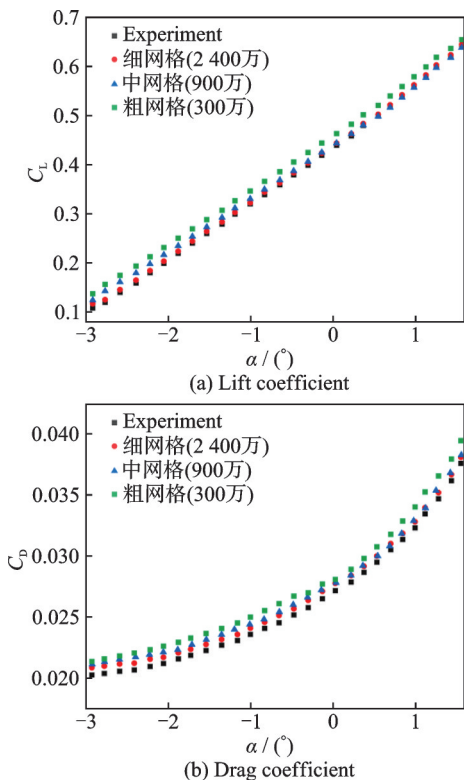 0.7
0.6
0.5
0.4
0.3
0.2
0.1
C_L
Experiment
细网格(2 400万)
中网格(900万)
粗网格(300万)
−3 −2 −1 0 1
α / (°)
(a) Lift coefficient
0.040
0.035
0.030
0.025
0.020
C_D
Experiment
细网格(2 400万)
中网格(900万)
粗网格(300万)
−3 −2 −1 0 1
α / (°)
(b) Drag coefficient